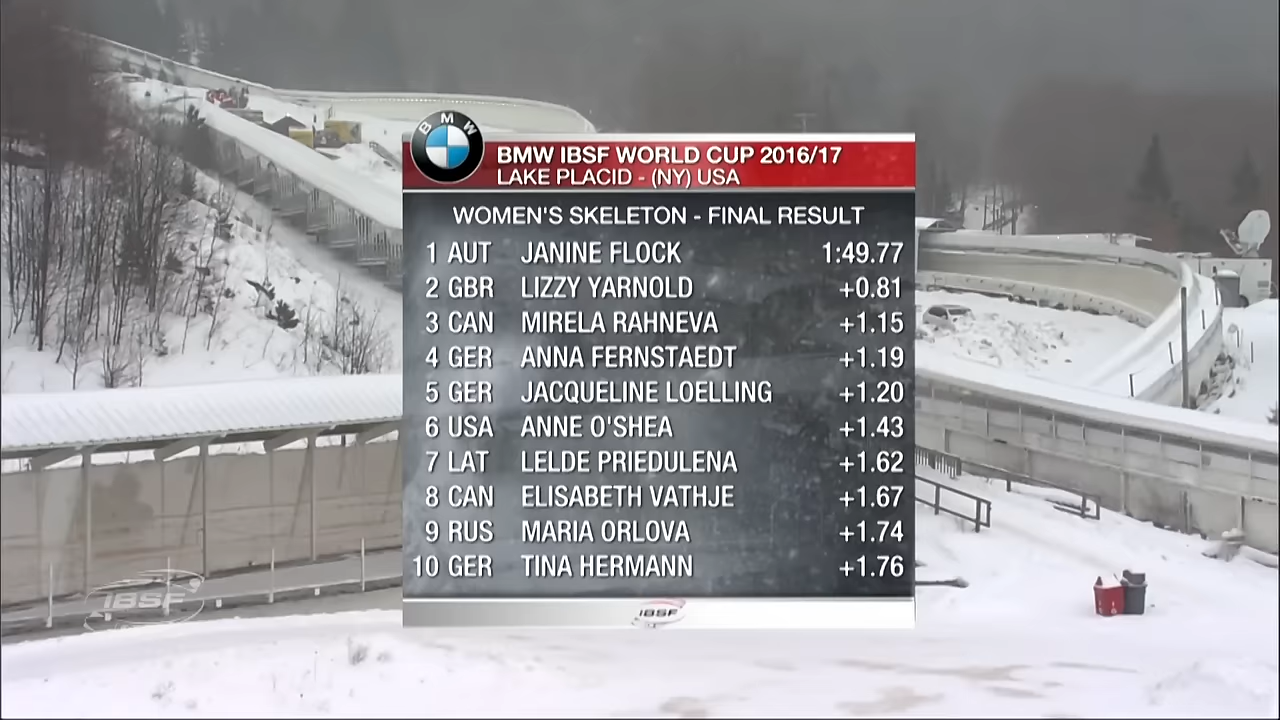 BMW
BMW IBSF WORLD CUP 2016/17
LAKE PLACID - (NY) USA
WOMEN'S SKELETON - FINAL RESULT
1 AUT JANINE FLOCK 1:49.77
2 GBR LIZZY YARNOLD +0.81
3 CAN MIRELA RAHNEVA +1.15
4 GER ANNA FERNSTAEDT +1.19
5 GER JACQUELINE LOELLING +1.20
6 USA ANNE O'SHEA +1.43
7 LAT LELDE PRIEDULENA +1.62
8 CAN ELISABETH VATHJE +1.67
9 RUS MARIA ORLOVA +1.74
10 GER TINA HERMANN +1.76
IBSF
IBSF